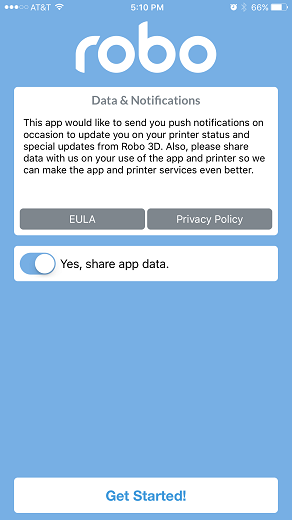 AT&T 5:10 PM 66%
robo
Data & Notifications
This app would like to send you push notifications on
occasion to update you on your printer status and
special updates from Robo 3D. Also, please share
data with us on your use of the app and printer so we
can make the app and printer services even better.
EULA Privacy Policy
Yes, share app data.
Get Started!